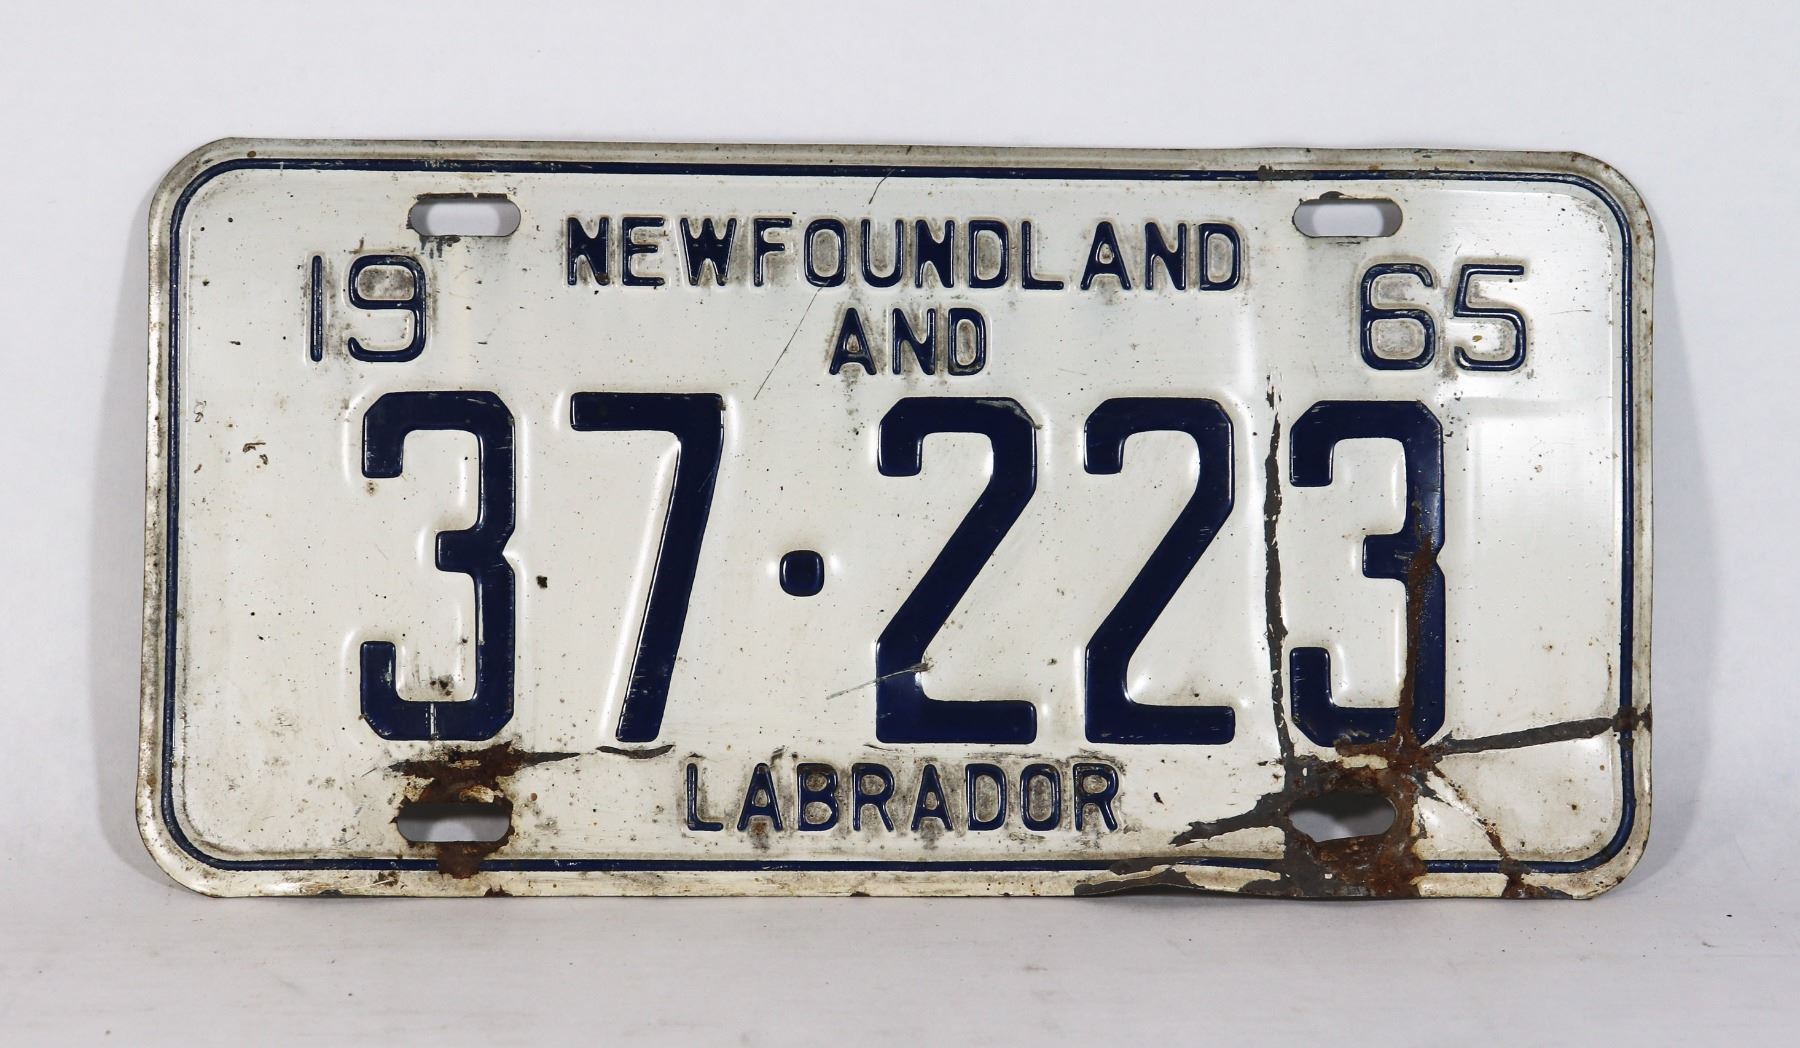 NEWFOUNDLAND
19 65
AND
37·223
LABRADOR